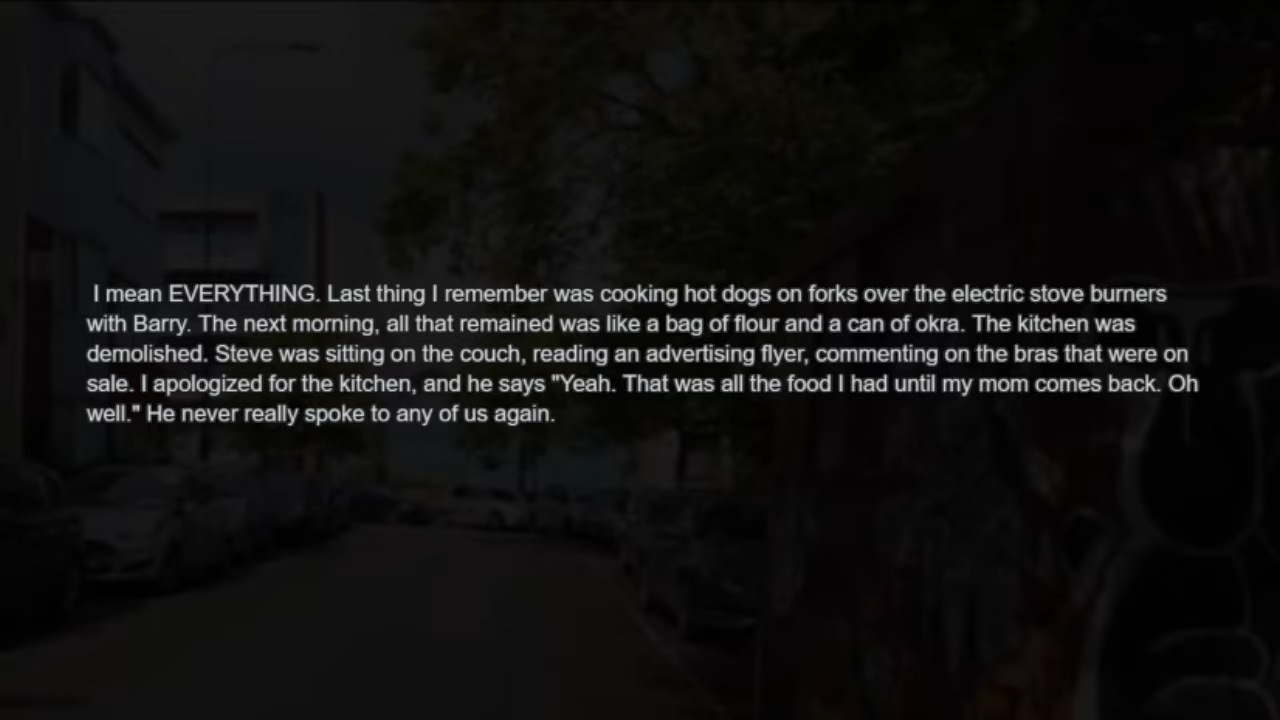 I mean EVERYTHING. Last thing I remember was cooking hot dogs on forks over the electric stove burners
with Barry. The next morning, all that remained was like a bag of flour and a can of okra. The kitchen was
demolished. Steve was sitting on the couch, reading an advertising flyer, commenting on the bras that were on
sale. I apologized for the kitchen, and he says "Yeah. That was all the food I had until my mom comes back. Oh
well." He never really spoke to any of us again.